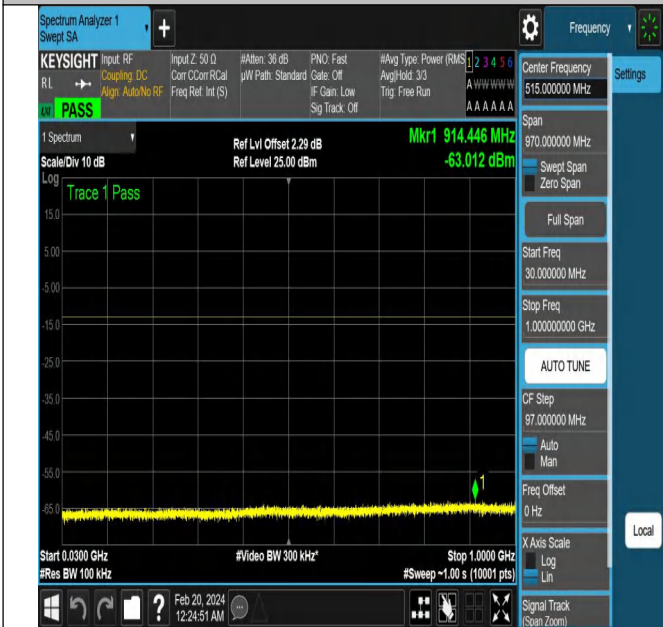 Spectrum Analyzer 1
Swept SA
+
Frequency
KEYSIGHT
R L
PASS
Input: RF
Coupling: DC
Align: Auto/No RF
Input Z: 50 Ω
Corr CCorr RCal
Freq Ref: Int (S)
#Atten: 36 dB
µW Path: Standard
PNO: Fast
Gate: Off
IF Gain: Low
Sig Track: Off
#Avg Type: Power (RMS
Avg|Hold: 3/3
Trig: Free Run
1 2 3 4 5 6
A W W W W W
A A A A A A
Center Frequency
515.000000 MHz
Settings
Span
970.000000 MHz
Swept Span
Zero Span
Full Span
Start Freq
30.000000 MHz
Stop Freq
1.000000000 GHz
AUTO TUNE
CF Step
97.000000 MHz
Auto
Man
Freq Offset
0 Hz
X Axis Scale
Log
Lin
Signal Track
(Span Zoom)
Local
1 Spectrum
Scale/Div 10 dB
Ref Lvl Offset 2.29 dB
Ref Level 25.00 dBm
Mkr1 914.446 MHz
-63.012 dBm
Log
Trace 1 Pass
15.0
5.00
-5.00
-15.0
-25.0
-35.0
-45.0
-55.0
-65.0
1
Start 0.0300 GHz
#Res BW 100 kHz
#Video BW 300 kHz*
Stop 1.0000 GHz
#Sweep ~1.00 s (10001 pts)
?
Feb 20, 2024
12:24:51 AM